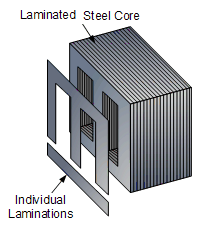 Laminated Steel Core
Individual
Laminations